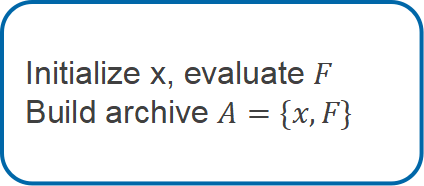 Initialize x, evaluate F
Build archive A = {x, F}